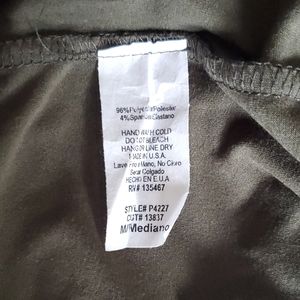 96% Polyester/Poliester
4% Spandex/Elastano
HAND WASH COLD
DO NOT BLEACH
HANG OR LINE DRY
MADE IN U.S.A.
Lave Mano, No Cloro
Secar Colgado
HECHO EN E.U.A
RN# 135467
STYLE# P4227
CUT# 13837
M/Mediano